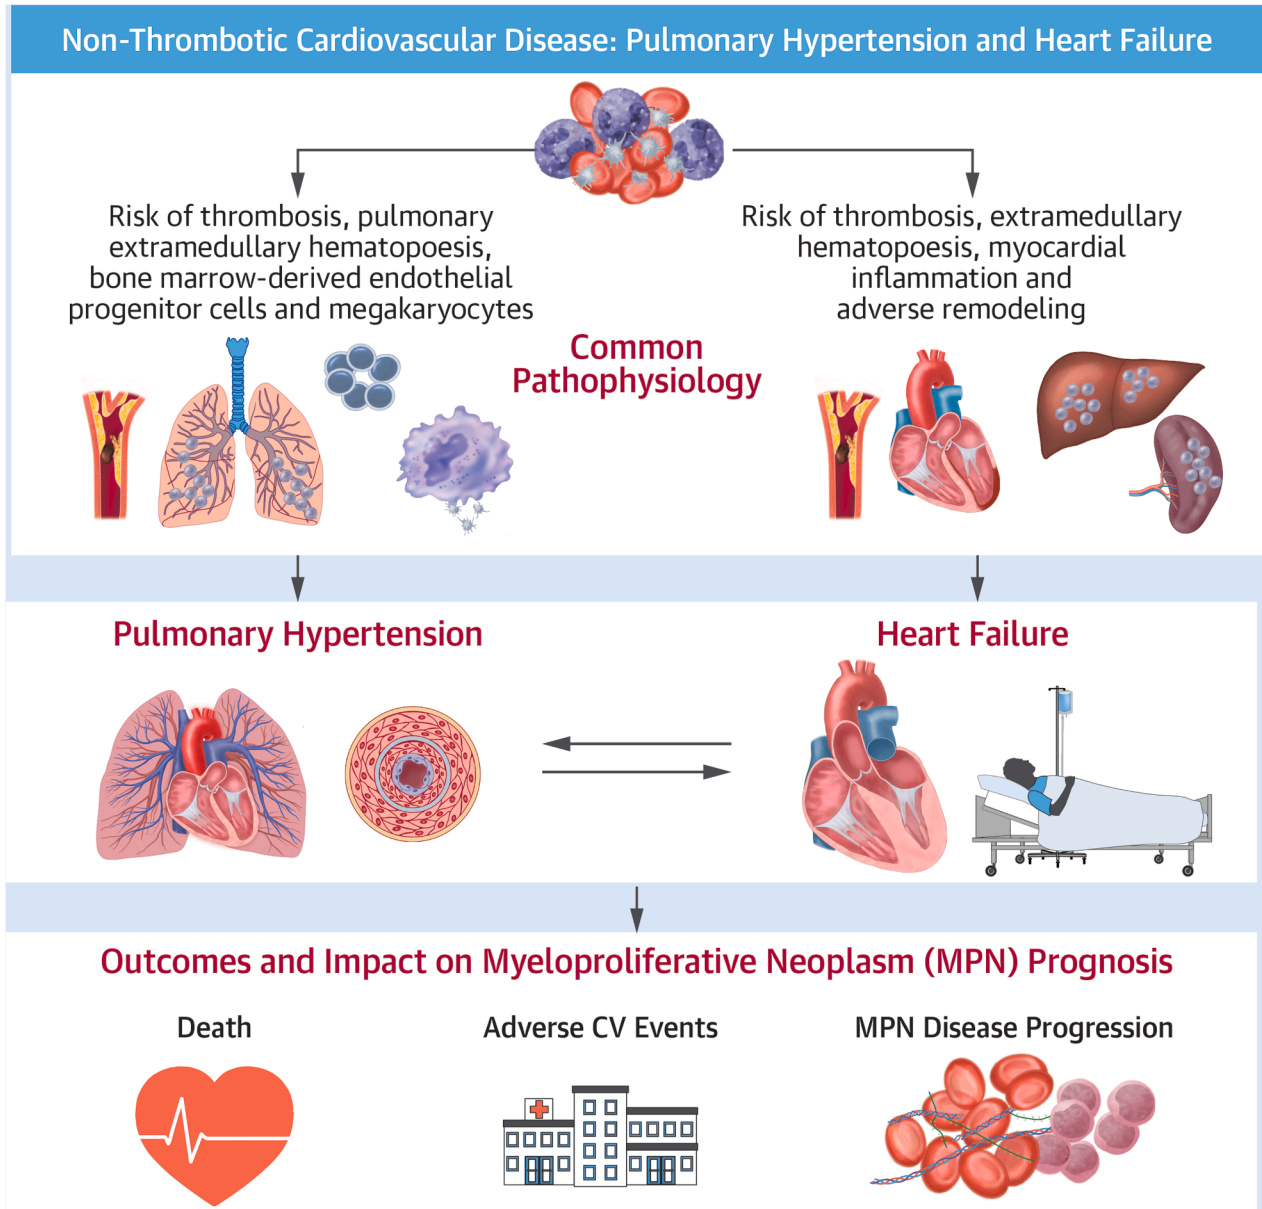 Non-Thrombotic Cardiovascular Disease: Pulmonary Hypertension and Heart Failure
Risk of thrombosis, pulmonary
extramedullary hematopoesis,
bone marrow-derived endothelial
progenitor cells and megakaryocytes
Risk of thrombosis, extramedullary
hematopoesis, myocardial
inflammation and
adverse remodeling
Common
Pathophysiology
Pulmonary Hypertension
Heart Failure
Outcomes and Impact on Myeloproliferative Neoplasm (MPN) Prognosis
Death
Adverse CV Events
MPN Disease Progression